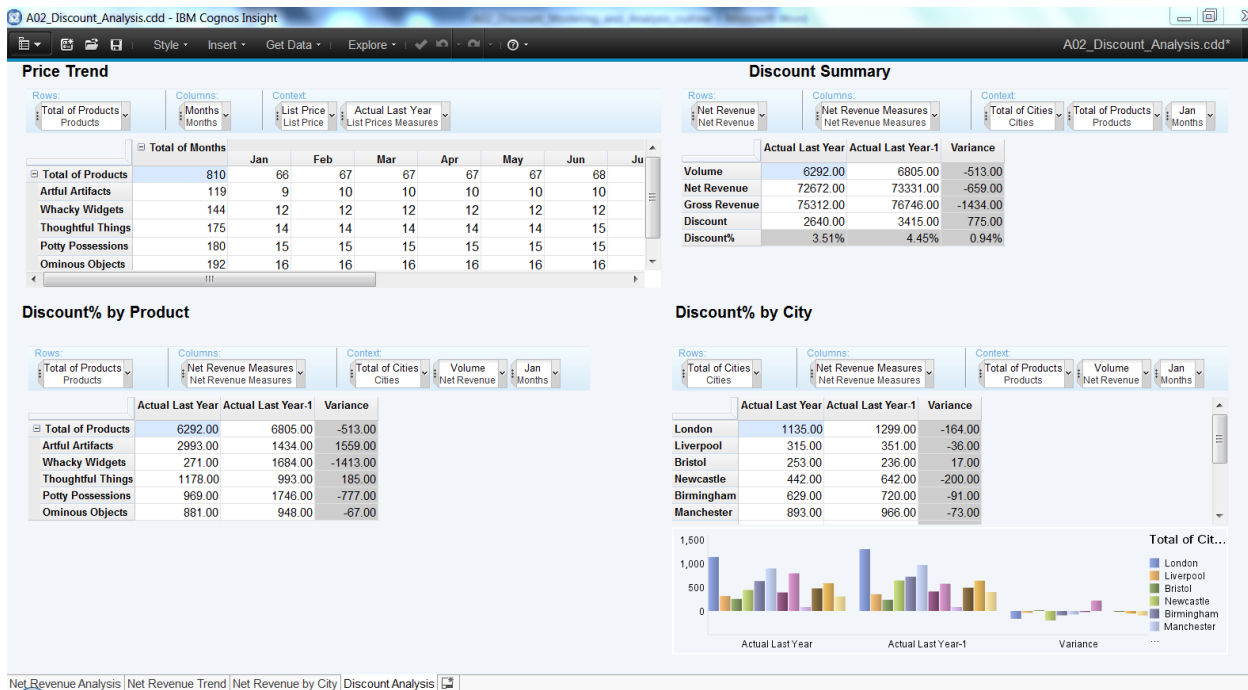 A02_Discount_Analysis.cdd - IBM Cognos Insight
Style Insert Get Data Explore A02_Discount_Analysis.cdd*
Price Trend
Rows: Columns: Context:
Total of Products Months List Price Actual Last Year
Products Months List Price List Prices Measures
Total of Months
Jan Feb Mar Apr May Jun Ju
Total of Products 810 66 67 67 67 67 68
Artful Artifacts 119 9 10 10 10 10 10
Whacky Widgets 144 12 12 12 12 12 12
Thoughtful Things 175 14 14 14 14 14 15
Potty Possessions 180 15 15 15 15 15 15
Ominous Objects 192 16 16 16 16 16 16
Discount Summary
Rows: Columns: Context:
Net Revenue Net Revenue Measures Total of Cities Total of Products Jan
Net Revenue Net Revenue Measures Cities Products Months
Actual Last Year Actual Last Year-1 Variance
Volume 6292.00 6805.00 -513.00
Net Revenue 72672.00 73331.00 -659.00
Gross Revenue 75312.00 76746.00 -1434.00
Discount 2640.00 3415.00 775.00
Discount% 3.51% 4.45% 0.94%
Discount% by Product
Rows: Columns: Context:
Total of Products Net Revenue Measures Total of Cities Volume Jan
Products Net Revenue Measures Cities Net Revenue Months
Actual Last Year Actual Last Year-1 Variance
Total of Products 6292.00 6805.00 -513.00
Artful Artifacts 2993.00 1434.00 1559.00
Whacky Widgets 271.00 1684.00 -1413.00
Thoughtful Things 1178.00 993.00 185.00
Potty Possessions 969.00 1746.00 -777.00
Ominous Objects 881.00 948.00 -67.00
Discount% by City
Rows: Columns: Context:
Total of Cities Net Revenue Measures Total of Products Volume Jan
Cities Net Revenue Measures Products Net Revenue Months
Actual Last Year Actual Last Year-1 Variance
London 1135.00 1299.00 -164.00
Liverpool 315.00 351.00 -36.00
Bristol 253.00 236.00 17.00
Newcastle 442.00 642.00 -200.00
Birmingham 629.00 720.00 -91.00
Manchester 893.00 966.00 -73.00
1,500
1,000
500
0
Actual Last Year Actual Last Year-1 Variance
Total of Cit...
London
Liverpool
Bristol
Newcastle
Birmingham
Manchester
...
Net Revenue Analysis Net Revenue Trend Net Revenue by City Discount Analysis